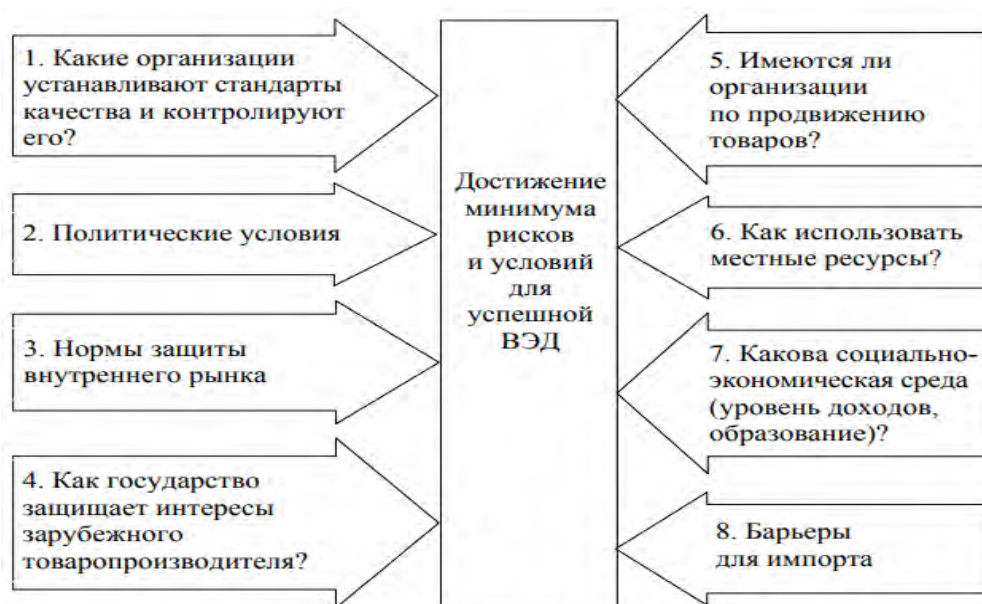 1. Какие организации
устанавливают стандарты
качества и контролируют
его?
2. Политические условия
3. Нормы защиты
внутреннего рынка
4. Как государство
защищает интересы
зарубежного
товаропроизводителя?
Достижение
минимума
рисков
и условий
для
успешной
ВЭД
5. Имеются ли
организации
по продвижению
товаров?
6. Как использовать
местные ресурсы?
7. Какова социально-
экономическая среда
(уровень доходов,
образование)?
8. Барьеры
для импорта